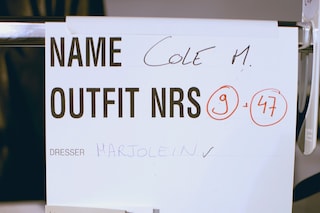 NAME Cole M.
OUTFIT NRS 9 - 47
DRESSER MARJOLEIN ✓